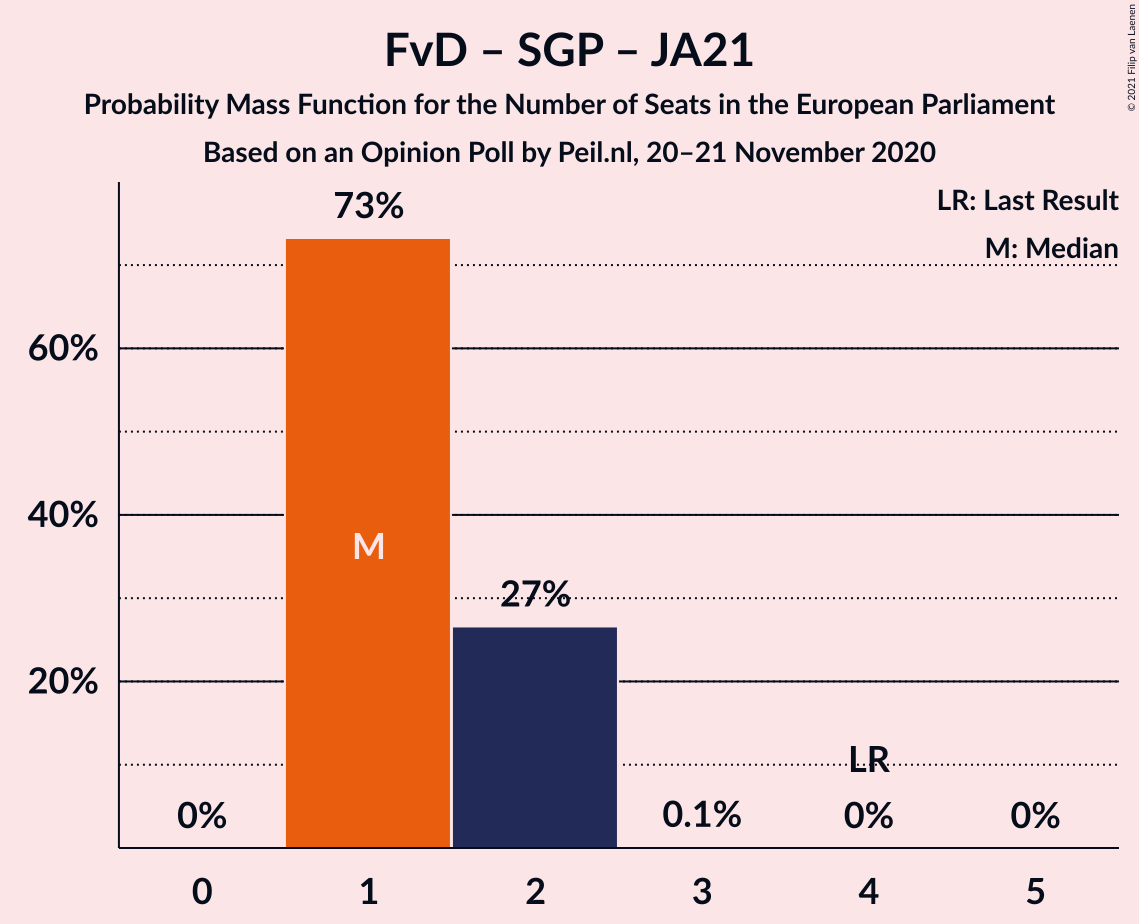 FvD – SGP – JA21
Probability Mass Function for the Number of Seats in the European Parliament
Based on an Opinion Poll by Peil.nl, 20–21 November 2020
© 2021 Filip van Laenen
LR: Last Result
M: Median
73%
60%
M
40%
27%
20%
LR
0%
0.1%
0%
0%
0
1
2
3
4
5